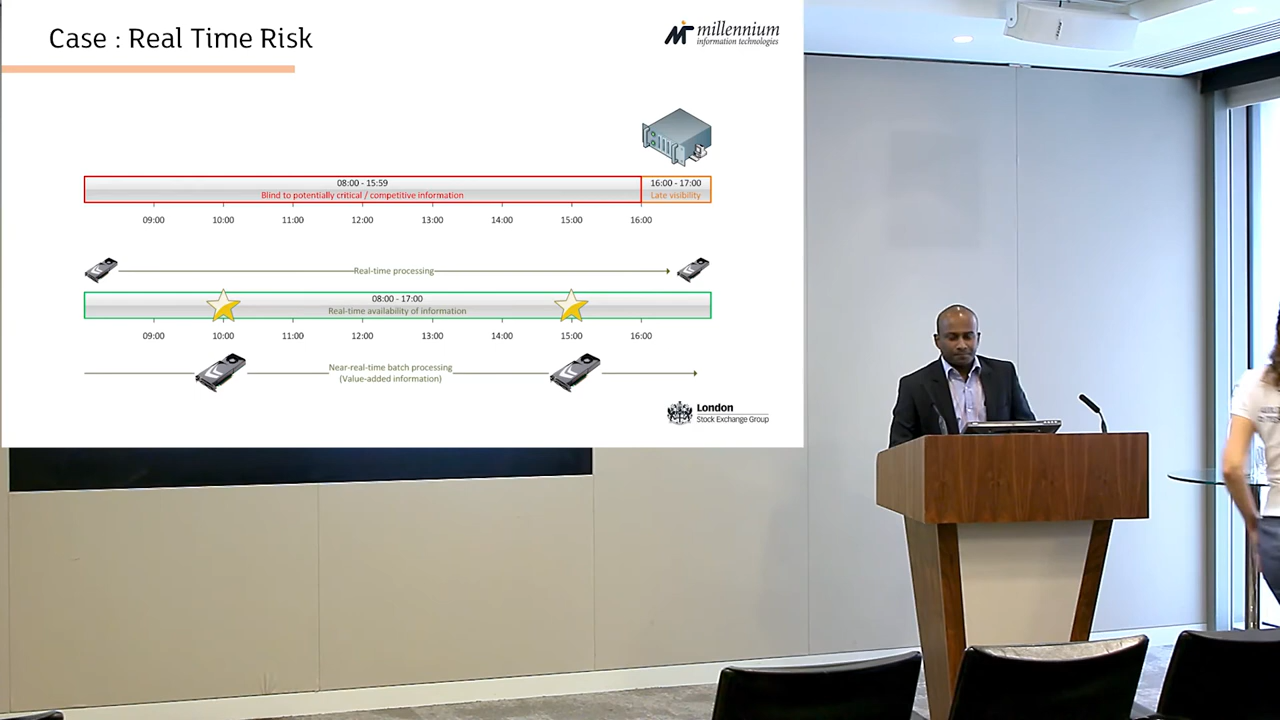 Case : Real Time Risk
millennium
information technologies
08:00 - 15:59
Blind to potentially critical / competitive information
16:00 - 17:00
Late visibility
09:00 10:00 11:00 12:00 13:00 14:00 15:00 16:00
Real-time processing
08:00 - 17:00
Real-time availability of information
09:00 10:00 11:00 12:00 13:00 14:00 15:00 16:00
Near-real-time batch processing
(Value-added information)
London
Stock Exchange Group